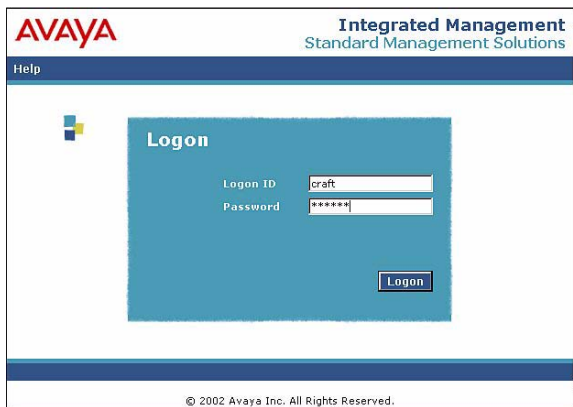 AVAYA
Integrated Management
Standard Management Solutions
Help
Logon
Logon ID craft
Password ******
Logon
© 2002 Avaya Inc. All Rights Reserved.